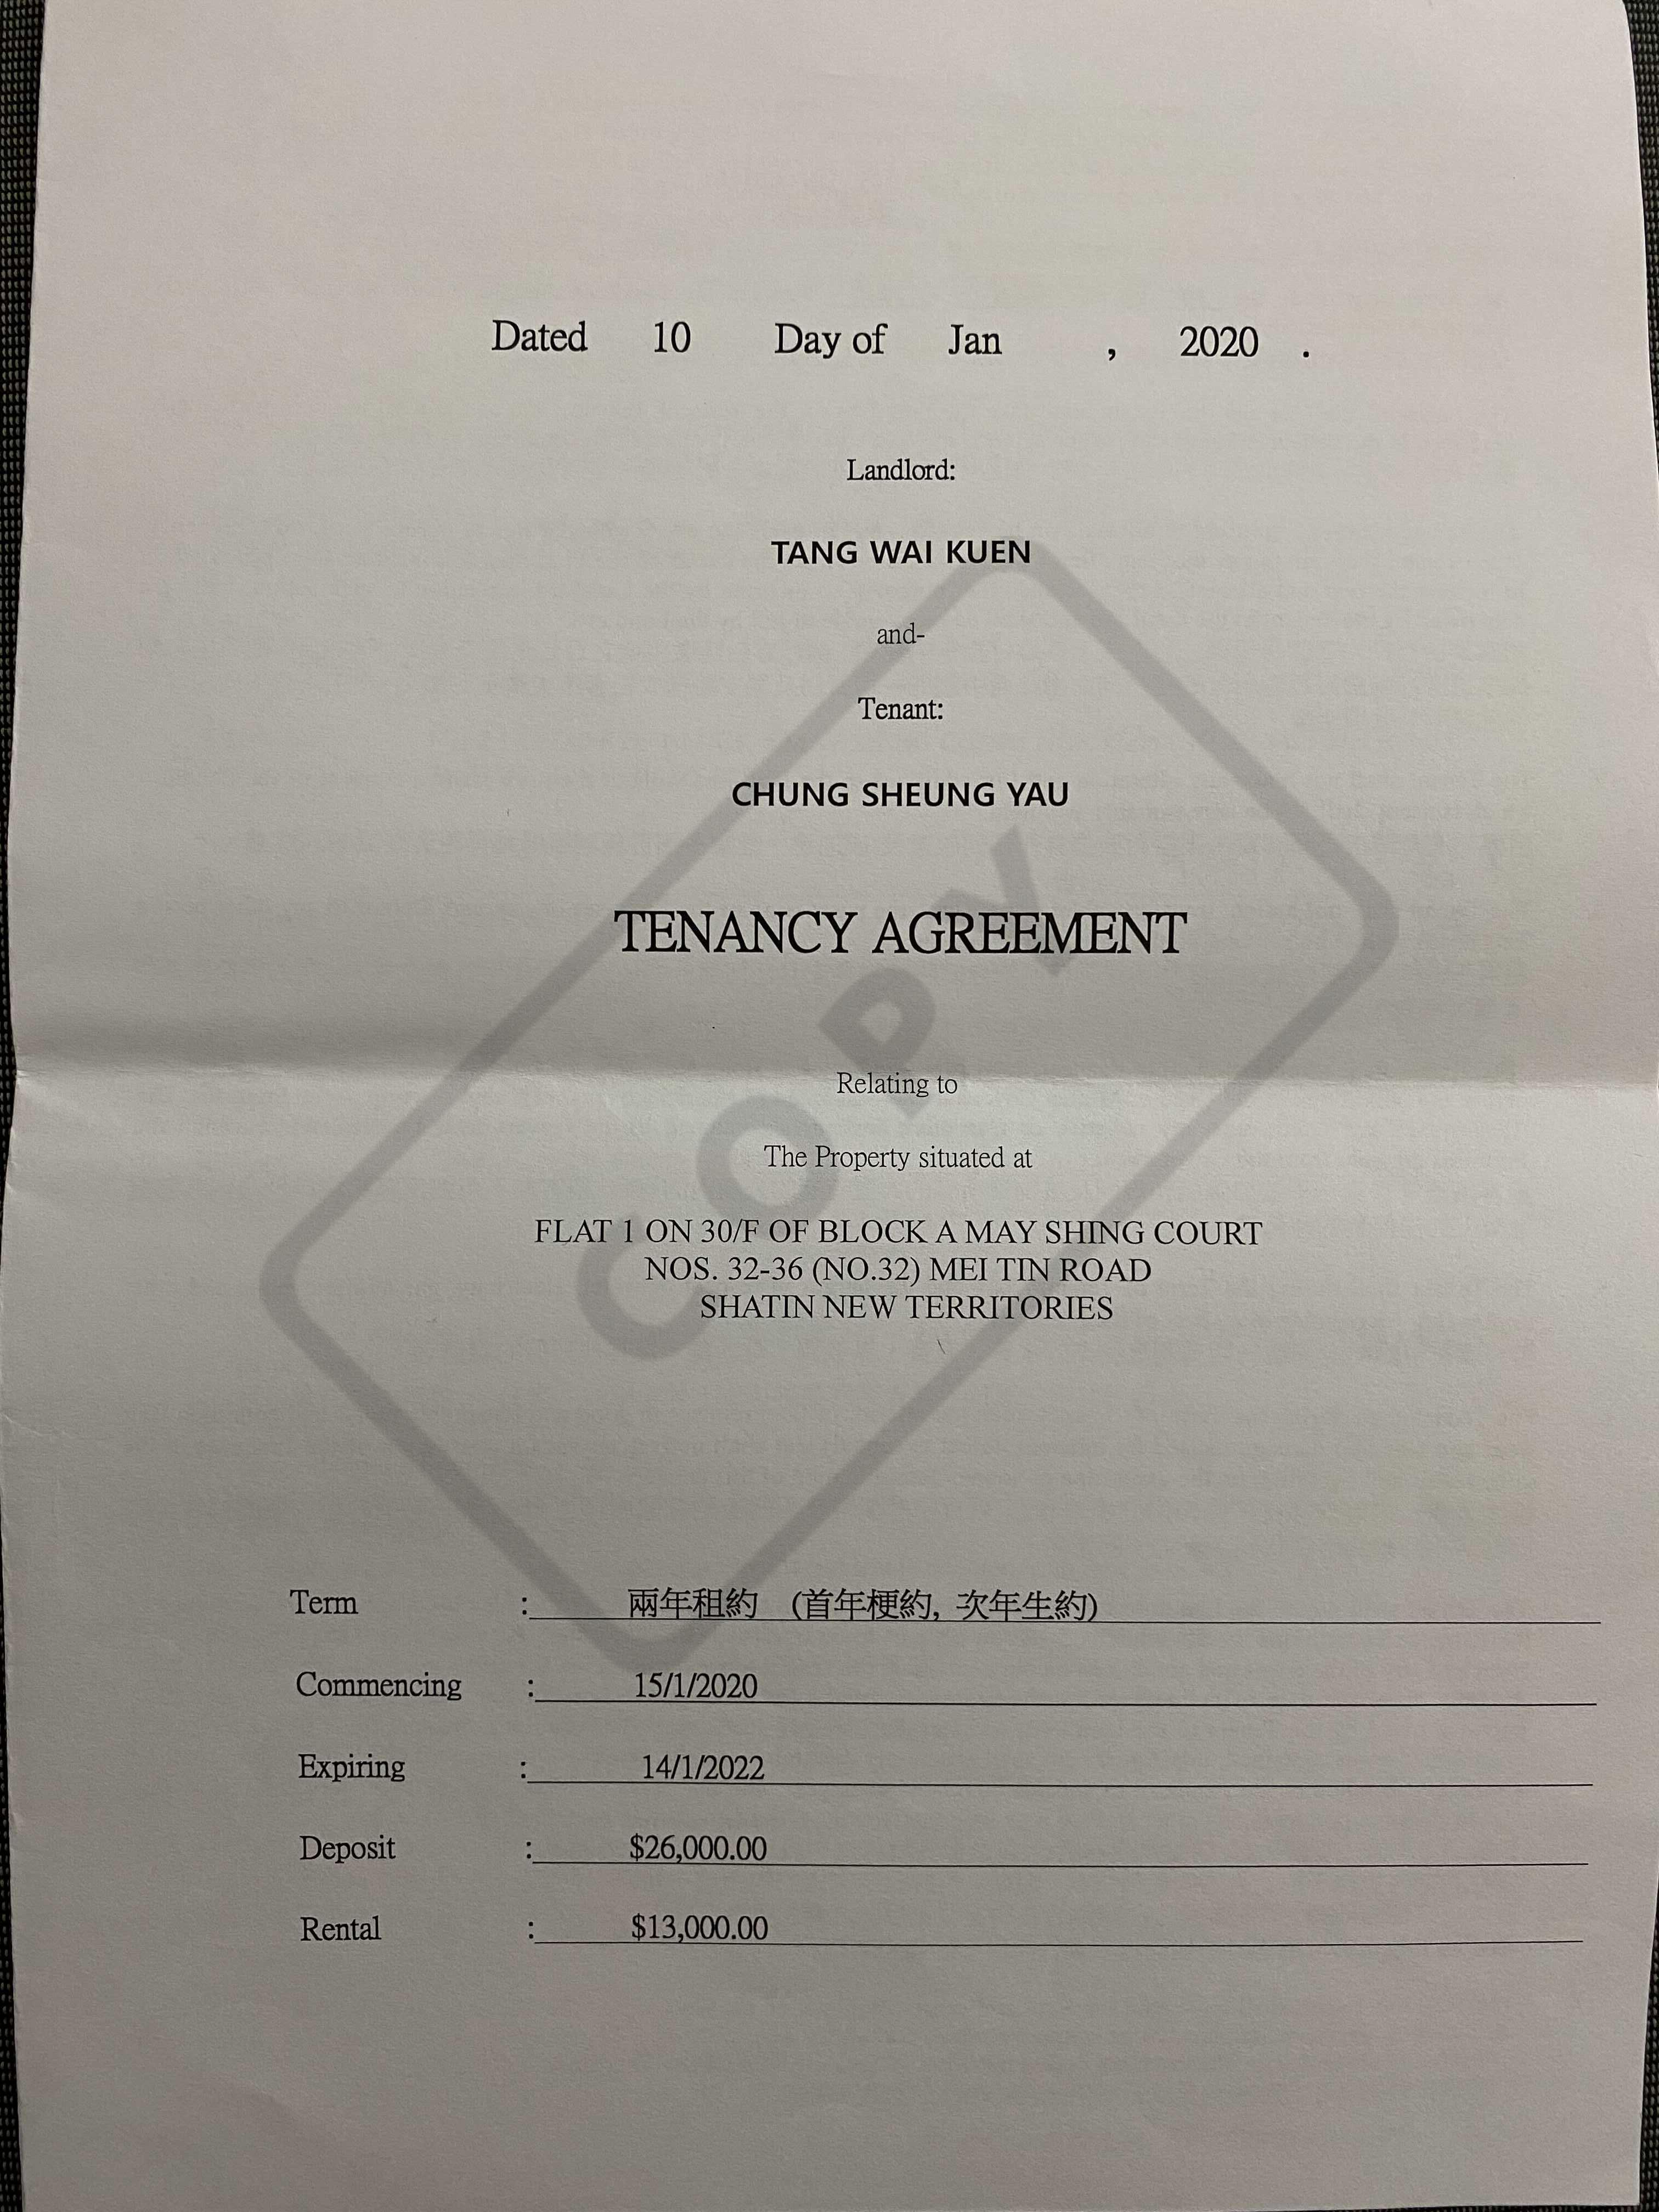 Dated 10 Day of Jan , 2020 .
Landlord:
TANG WAI KUEN
and-
Tenant:
CHUNG SHEUNG YAU
TENANCY AGREEMENT
COPY
Relating to
The Property situated at
FLAT 1 ON 30/F OF BLOCK A MAY SHING COURT
NOS. 32-36 (NO.32) MEI TIN ROAD
SHATIN NEW TERRITORIES
Term : 兩年租約 (首年梗約, 次年生約)
Commencing : 15/1/2020
Expiring : 14/1/2022
Deposit : $26,000.00
Rental : $13,000.00